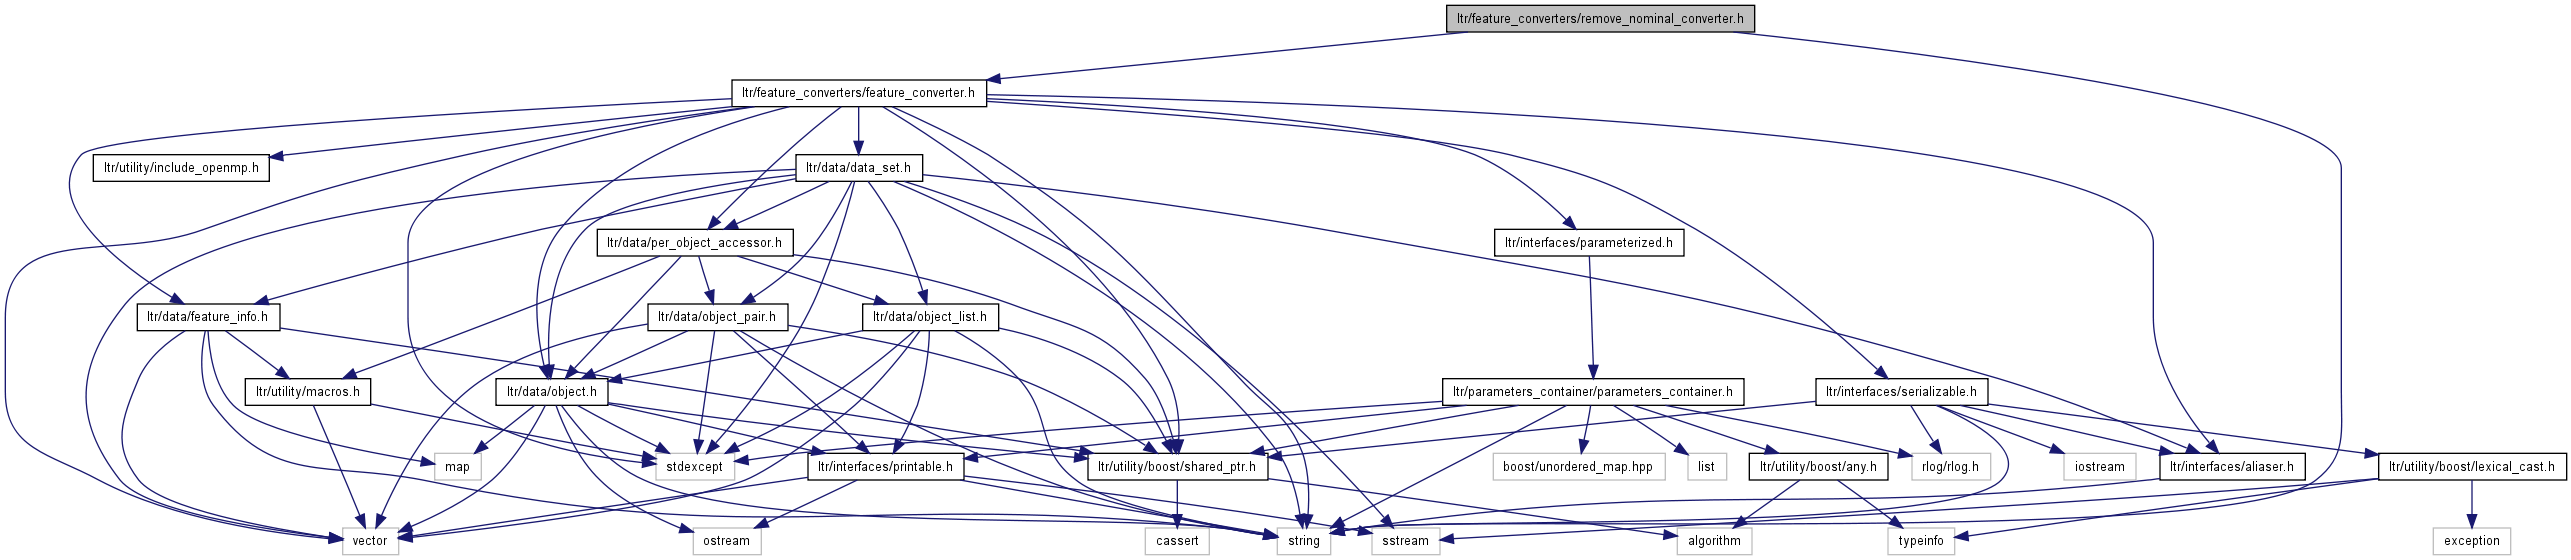 ltr/feature_converters/remove_nominal_converter.h
ltr/feature_converters/feature_converter.h
ltr/utility/include_openmp.h
ltr/data/data_set.h
ltr/data/per_object_accessor.h
ltr/interfaces/parameterized.h
ltr/data/feature_info.h
ltr/data/object_pair.h
ltr/data/object_list.h
ltr/utility/macros.h
ltr/data/object.h
ltr/parameters_container/parameters_container.h
ltr/interfaces/serializable.h
map
stdexcept
ltr/interfaces/printable.h
ltr/utility/boost/shared_ptr.h
boost/unordered_map.hpp
list
ltr/utility/boost/any.h
rlog/rlog.h
iostream
ltr/interfaces/aliaser.h
ltr/utility/boost/lexical_cast.h
vector
ostream
cassert
string
sstream
algorithm
typeinfo
exception